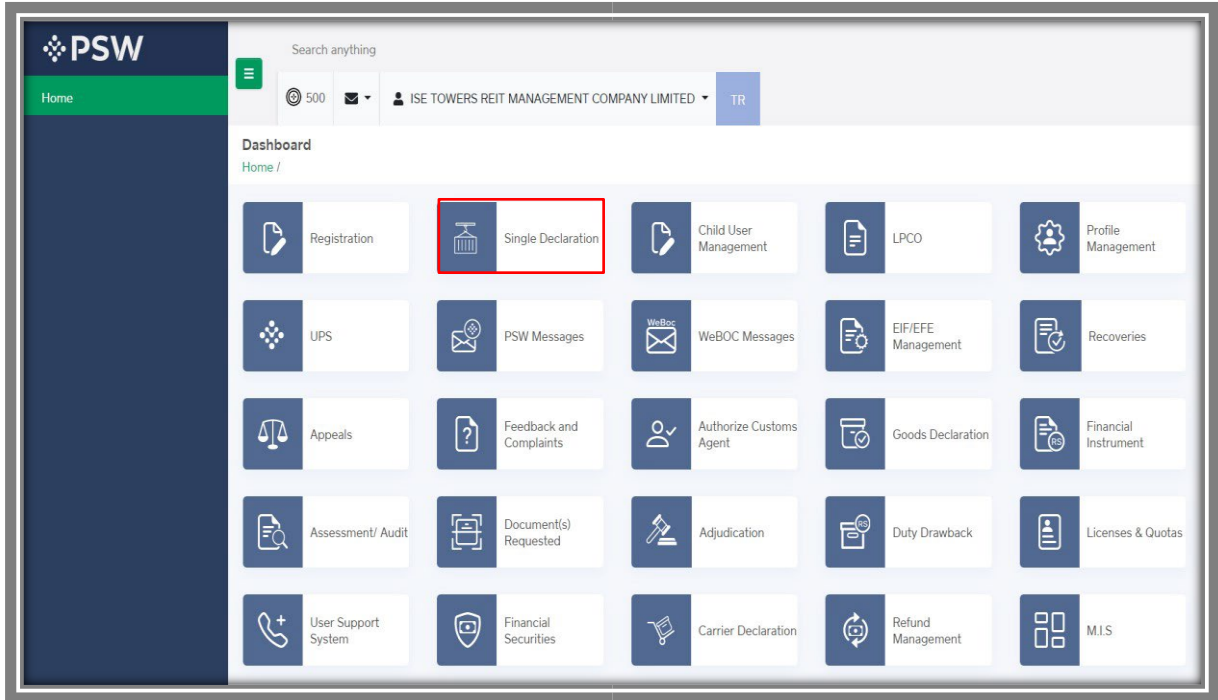 PSW
Search anything
Home
500
ISE TOWERS REIT MANAGEMENT COMPANY LIMITED
TR
Dashboard
Home /
Registration
Single Declaration
Child User
Management
LPCO
Profile
Management
UPS
PSW Messages
WeBoc
WeBOC Messages
EIF/EFE
Management
Recoveries
Appeals
?
Feedback and
Complaints
Authorize Customs
Agent
Goods Declaration
RS
Financial
Instrument
Assessment/ Audit
Document(s)
Requested
Adjudication
RS
Duty Drawback
Licenses & Quotas
User Support
System
Financial
Securities
Carrier Declaration
Refund
Management
M.I.S